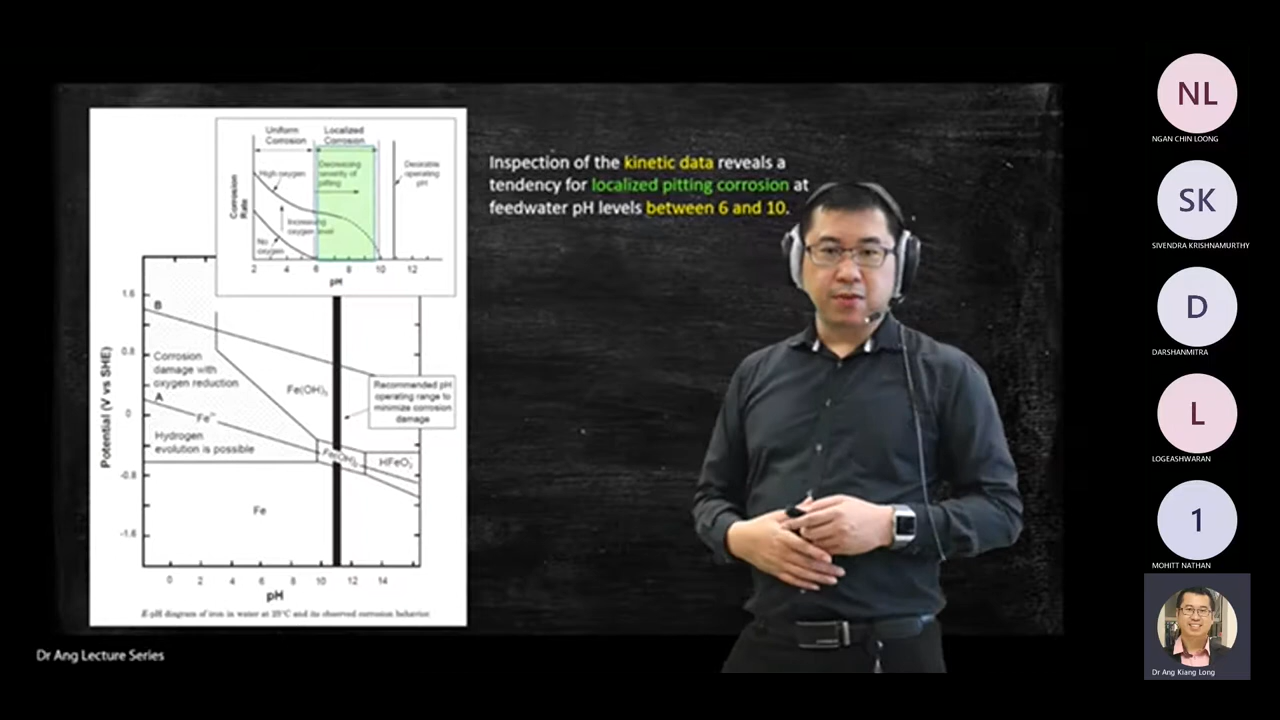 Uniform
Corrosion
Localized
Corrosion
High oxygen
Decreasing
severity of
pitting
Desirable
operating
pH
Corrosion
Rate
Increasing
oxygen level
No
oxygen
2 4 6 8 10 12
pH
1.6
B
0.8
Corrosion
damage with
oxygen reduction
Fe(OH)₃
Recommended pH
operating range to
minimize corrosion
damage
Potential (V vs SHE)
0
A
Hydrogen
evolution is possible
Fe(OH)₂
-0.8
Fe
-1.6
0 2 4 6 8 10 12 14
pH
E-pH diagram of iron in water at 25°C and its observed corrosion behavior.
Inspection of the kinetic data reveals a
tendency for localized pitting corrosion at
feedwater pH levels between 6 and 10.
Dr Ang Lecture Series
NL
NGAN CHIN LOONG
SK
SIVENDRA KRISHNAMURTHY
D
DARSHANMITRA
L
LOGEASHWARAN
1
MOHITT NATHAN
Dr Ang Kiang Long